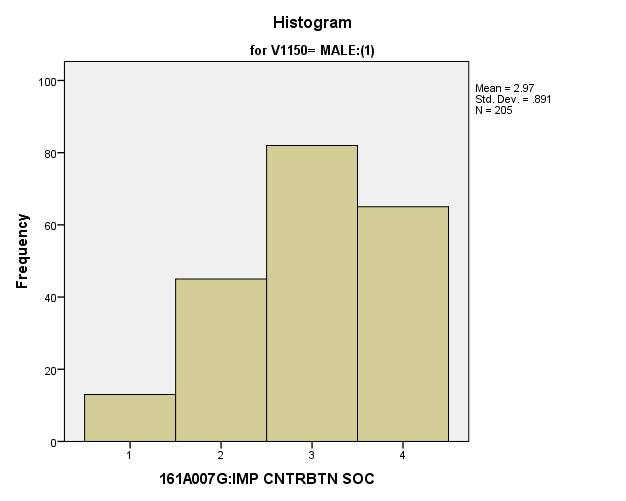 Histogram
for V1150= MALE:(1)
Mean = 2.97
Std. Dev. = .891
N = 205
100
80
60
40
20
0
Frequency
1 2 3 4
161A007G:IMP CNTRBTN SOC